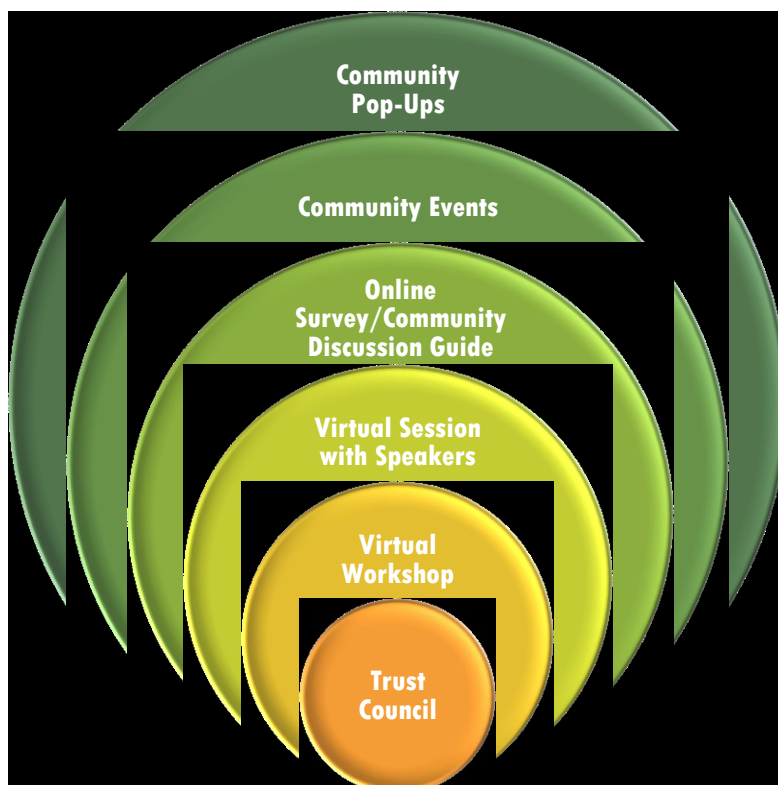 Community
Pop-Ups
Community Events
Online
Survey/Community
Discussion Guide
Virtual Session
with Speakers
Virtual
Workshop
Trust
Council